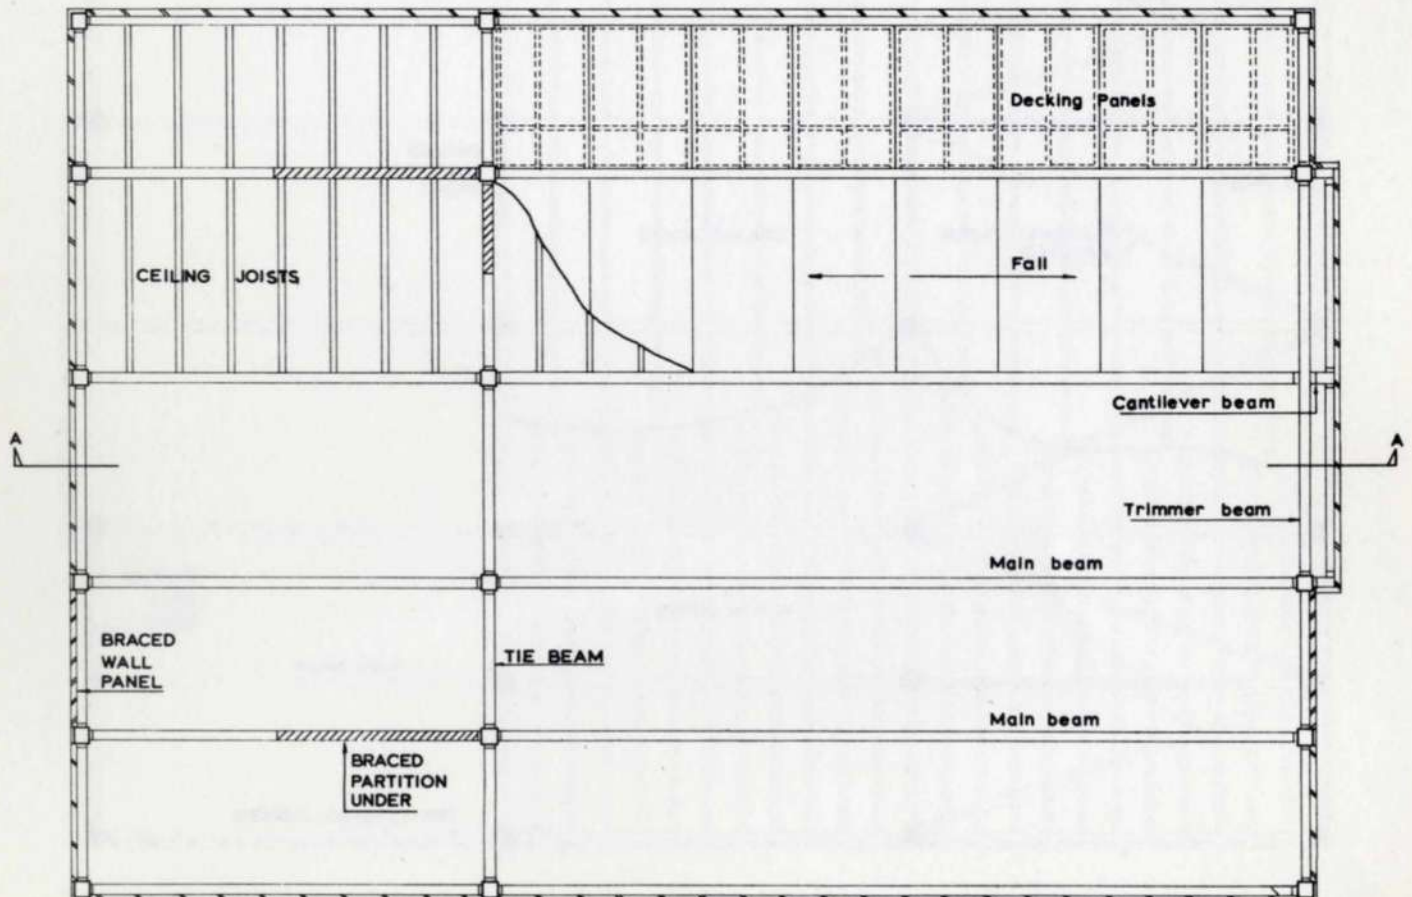 Decking Panels
CEILING JOISTS
Fall
Cantilever beam
A
A
Trimmer beam
Main beam
BRACED
WALL
PANEL
TIE BEAM
Main beam
BRACED
PARTITION
UNDER